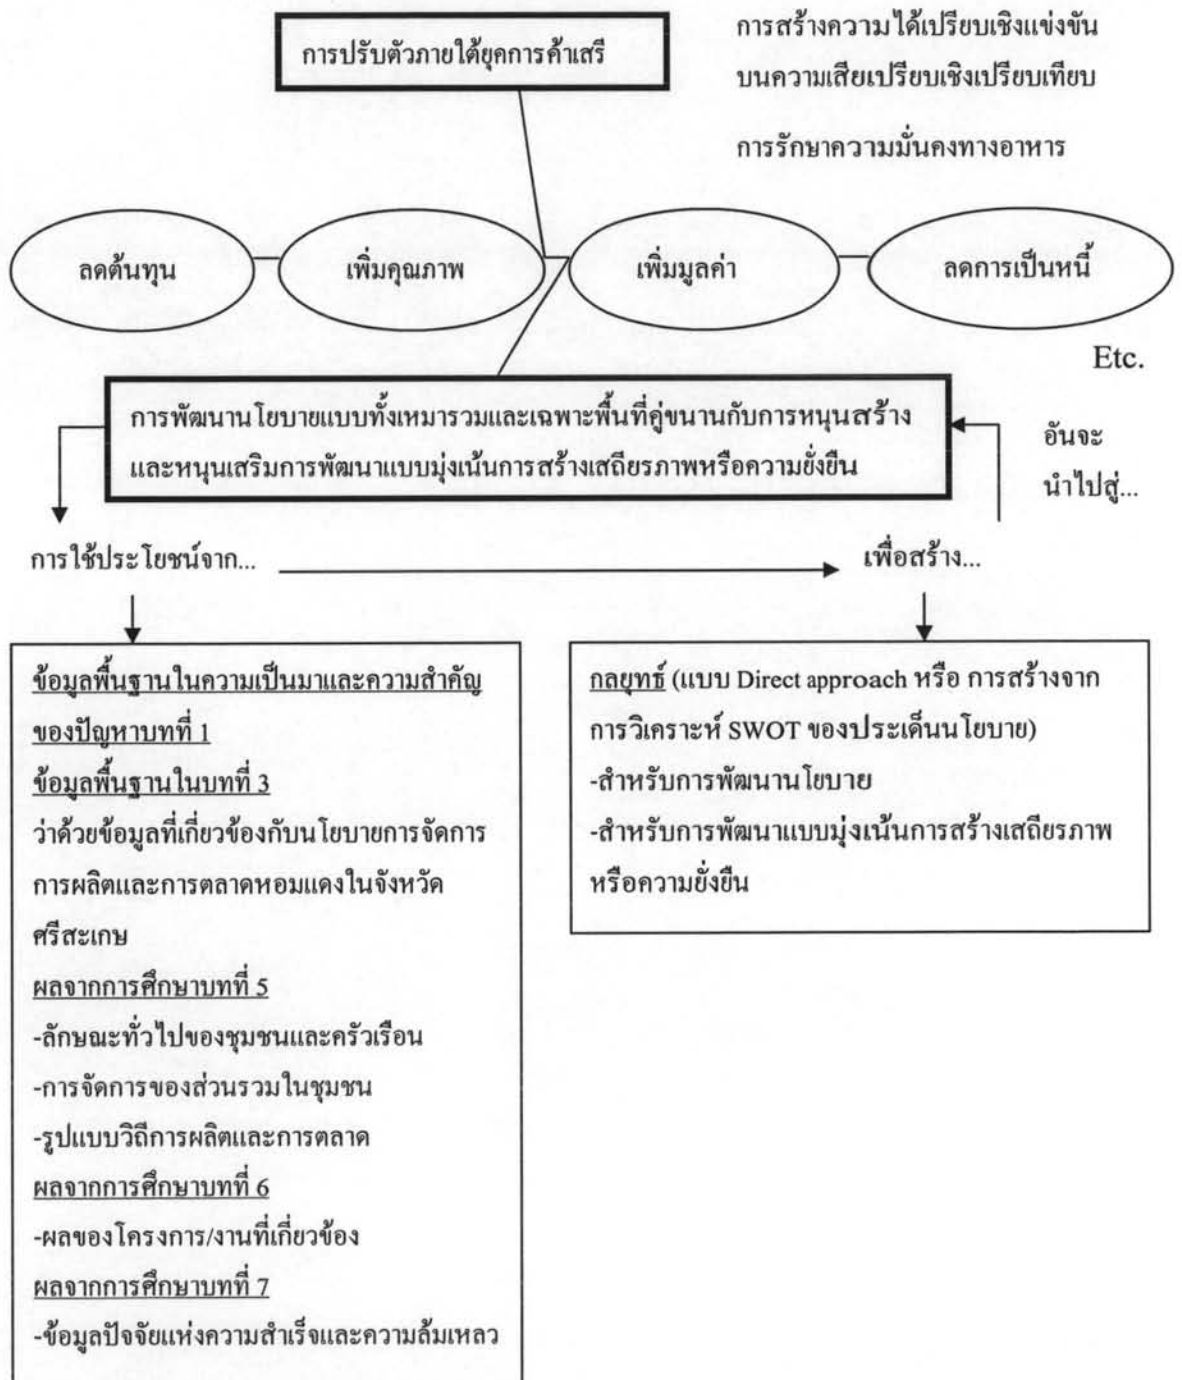 การปรับตัวภายใต้ยุคการค้าเสรี
การสร้างความได้เปรียบเชิงแข่งขัน
บนความเสียเปรียบเชิงเปรียบเทียบ
การรักษาความมั่นคงทางอาหาร
ลดต้นทุน
เพิ่มคุณภาพ
เพิ่มมูลค่า
ลดการเป็นหนี้
Etc.
การพัฒนานโยบายแบบทั้งเหมารวมและเฉพาะพื้นที่คู่ขนานกับการหนุนสร้าง
และหนุนเสริมการพัฒนาแบบมุ่งเน้นการสร้างเสถียรภาพหรือความยั่งยืน
อันจะ
นำไปสู่...
การใช้ประโยชน์จาก...
เพื่อสร้าง...
ข้อมูลพื้นฐานในความเป็นมาและความสำคัญ
ของปัญหาบทที่ 1
ข้อมูลพื้นฐานในบทที่ 3
ว่าด้วยข้อมูลที่เกี่ยวข้องกับนโยบายการจัดการ
การผลิตและการตลาดหอมแดงในจังหวัด
ศรีสะเกษ
ผลจากการศึกษาบทที่ 5
-ลักษณะทั่วไปของชุมชนและครัวเรือน
-การจัดการของส่วนรวมในชุมชน
-รูปแบบวิถีการผลิตและการตลาด
ผลจากการศึกษาบทที่ 6
-ผลของโครงการ/งานที่เกี่ยวข้อง
ผลจากการศึกษาบทที่ 7
-ข้อมูลปัจจัยแห่งความสำเร็จและความล้มเหลว
กลยุทธ์ (แบบ Direct approach หรือ การสร้างจาก
การวิเคราะห์ SWOT ของประเด็นนโยบาย)
-สำหรับการพัฒนานโยบาย
-สำหรับการพัฒนาแบบมุ่งเน้นการสร้างเสถียรภาพ
หรือความยั่งยืน